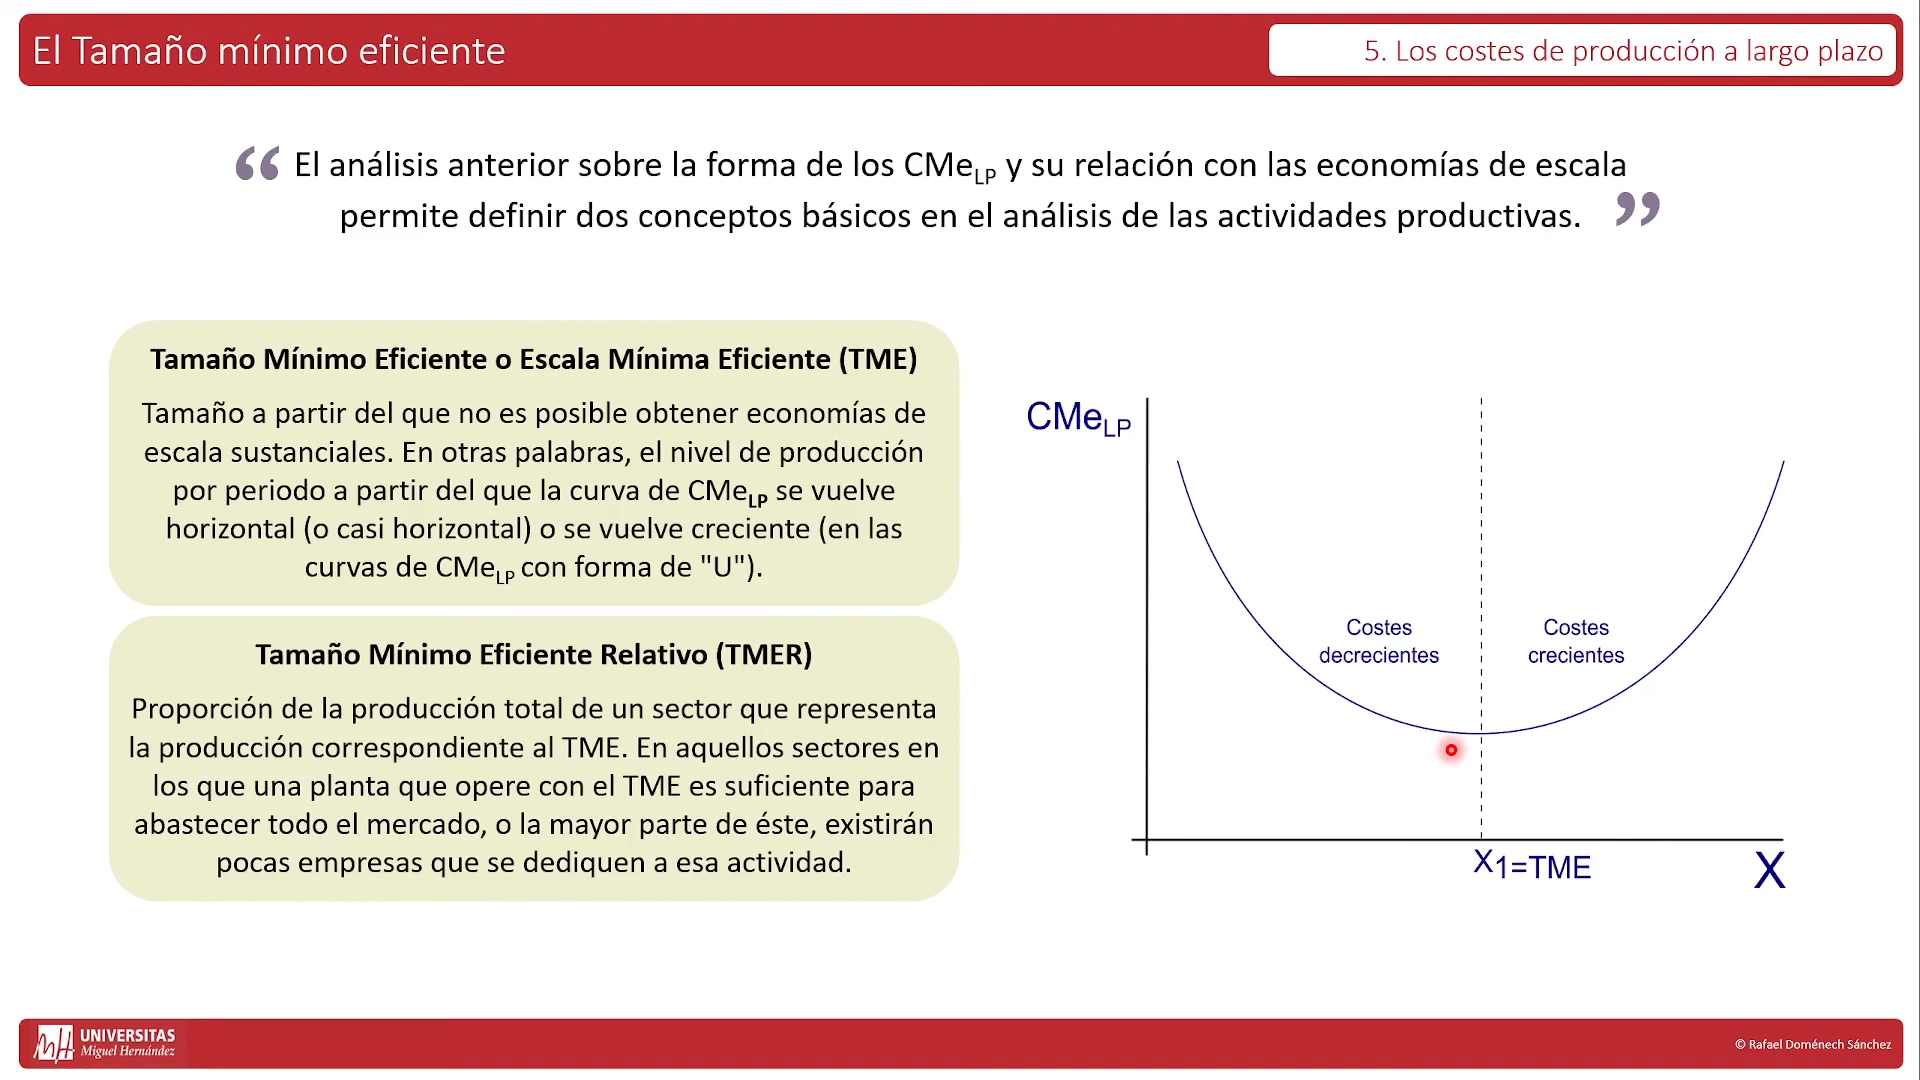 El Tamaño mínimo eficiente
5. Los costes de producción a largo plazo
“ El análisis anterior sobre la forma de los CMeLP y su relación con las economías de escala
permite definir dos conceptos básicos en el análisis de las actividades productivas. ”
Tamaño Mínimo Eficiente o Escala Mínima Eficiente (TME)
Tamaño a partir del que no es posible obtener economías de
escala sustanciales. En otras palabras, el nivel de producción
por periodo a partir del que la curva de CMeLP se vuelve
horizontal (o casi horizontal) o se vuelve creciente (en las
curvas de CMeLP con forma de "U").
Tamaño Mínimo Eficiente Relativo (TMER)
Proporción de la producción total de un sector que representa
la producción correspondiente al TME. En aquellos sectores en
los que una planta que opere con el TME es suficiente para
abastecer todo el mercado, o la mayor parte de éste, existirán
pocas empresas que se dediquen a esa actividad.
CMeLP
Costes
decrecientes
Costes
crecientes
X1=TME
X
UNIVERSITAS
Miguel Hernández
© Rafael Doménech Sánchez